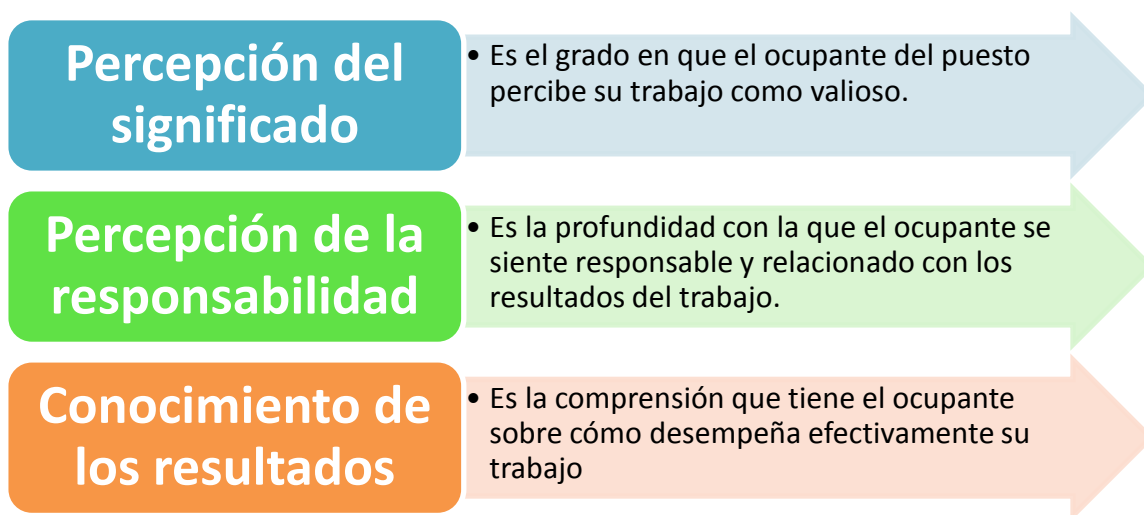 Percepción del
significado
• Es el grado en que el ocupante del puesto
percibe su trabajo como valioso.
Percepción de la
responsabilidad
• Es la profundidad con la que el ocupante se
siente responsable y relacionado con los
resultados del trabajo.
Conocimiento de
los resultados
• Es la comprensión que tiene el ocupante
sobre cómo desempeña efectivamente su
trabajo